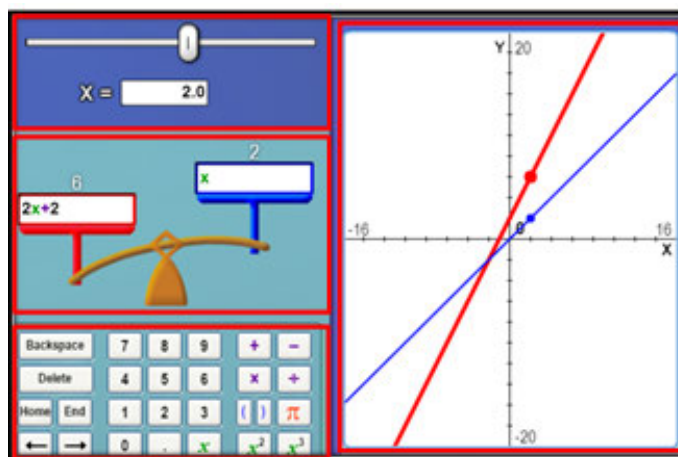 X = 2.0
6
2
2x+2
x
Backspace 7 8 9 + −
Delete 4 5 6 x ÷
Home End 1 2 3 ( ) π
← → 0 . x x² x³
Y 20
-16 0 16
X
-20